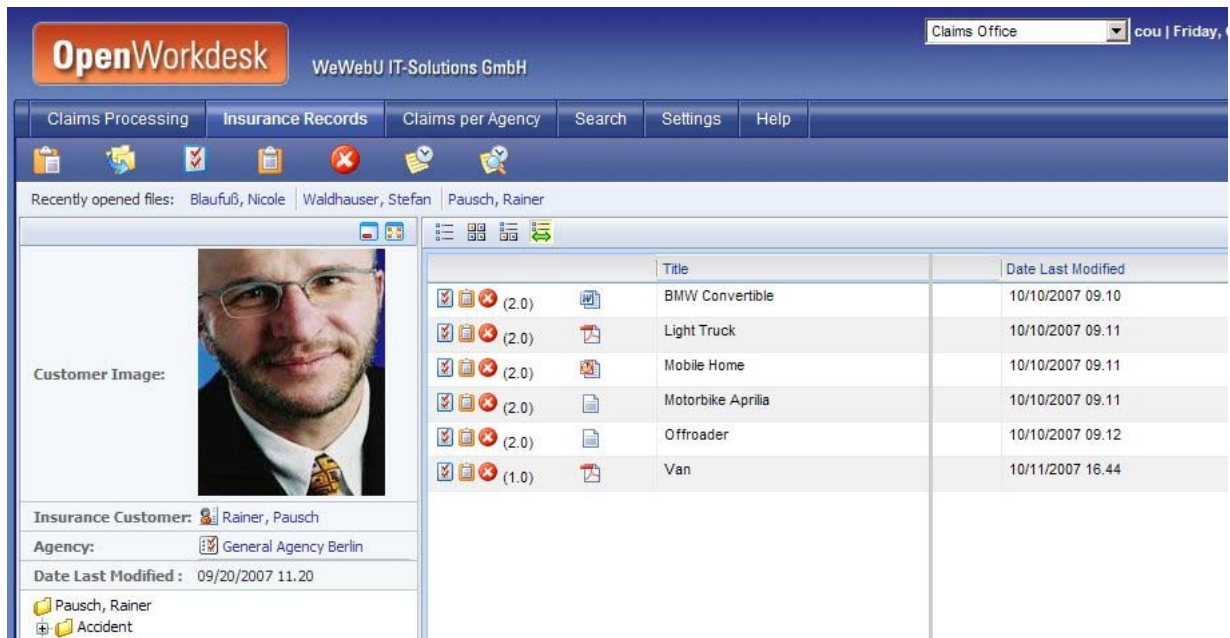 OpenWorkdesk
WeWebU IT-Solutions GmbH
Claims Office cou | Friday,
Claims Processing Insurance Records Claims per Agency Search Settings Help
Recently opened files: Blaufuß, Nicole Waldhauser, Stefan Pausch, Rainer
Title Date Last Modified
(2.0) BMW Convertible 10/10/2007 09.10
(2.0) Light Truck 10/10/2007 09.11
Customer Image: (2.0) Mobile Home 10/10/2007 09.11
(2.0) Motorbike Aprilia 10/10/2007 09.11
(2.0) Offroader 10/10/2007 09.12
(1.0) Van 10/11/2007 16.44
Insurance Customer: Rainer, Pausch
Agency: General Agency Berlin
Date Last Modified : 09/20/2007 11.20
Pausch, Rainer
Accident